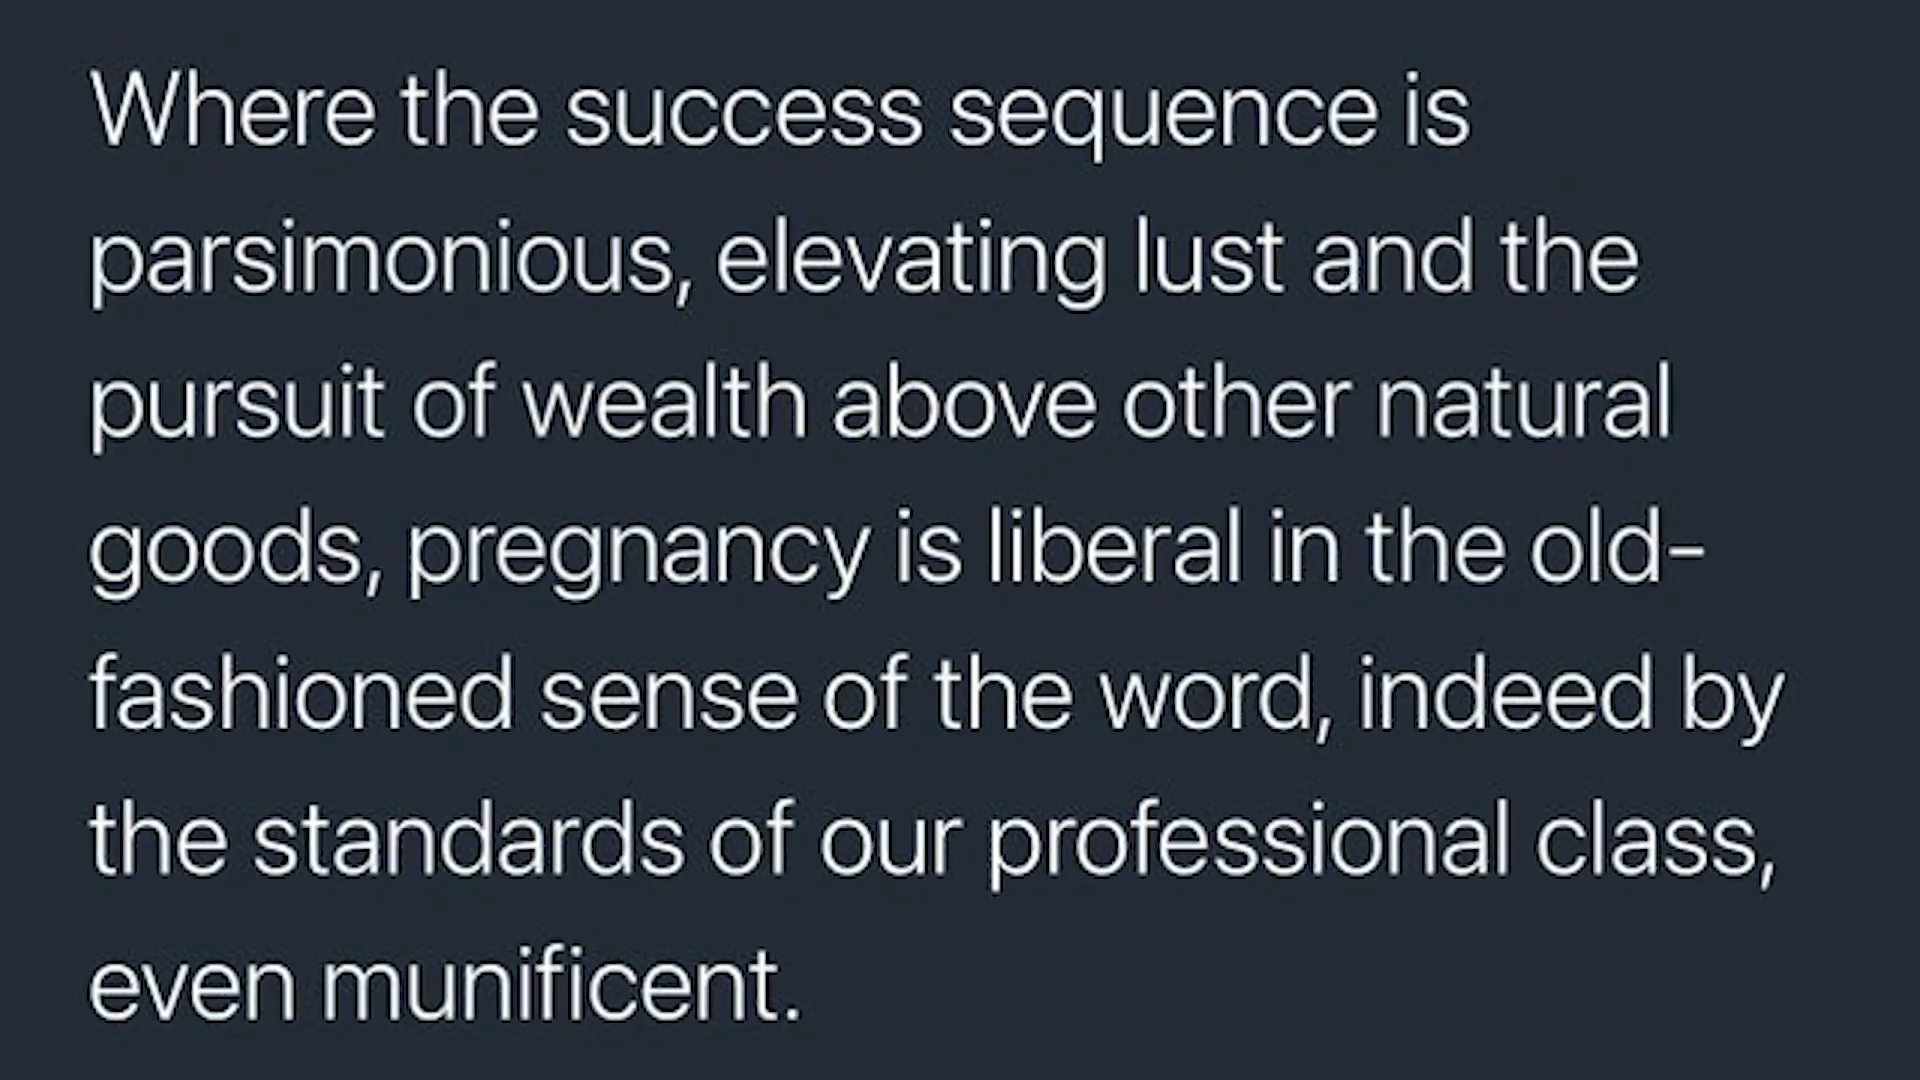 Where the success sequence is
parsimonious, elevating lust and the
pursuit of wealth above other natural
goods, pregnancy is liberal in the old-
fashioned sense of the word, indeed by
the standards of our professional class,
even munificent.